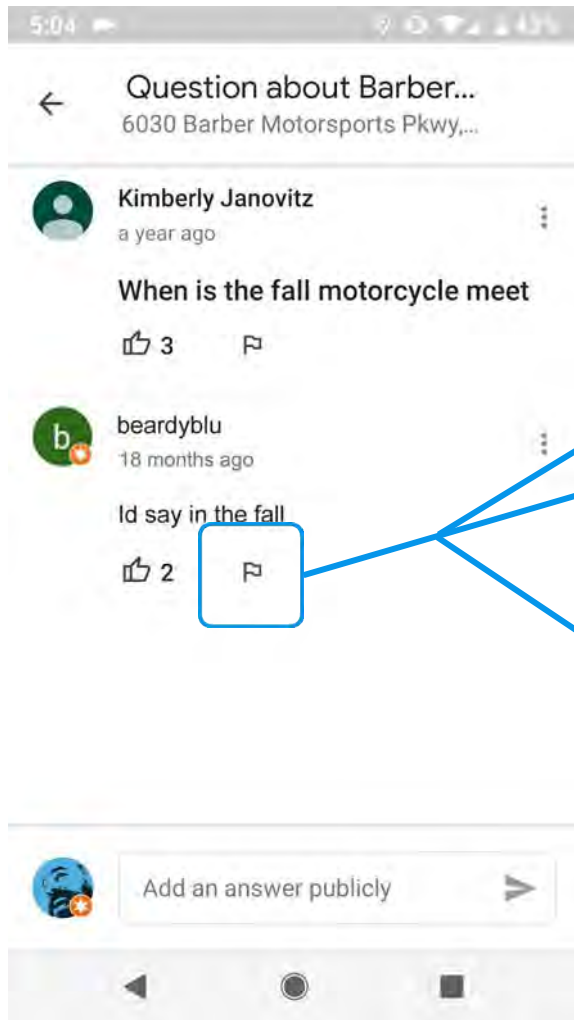 5:04
43%
Question about Barber...
6030 Barber Motorsports Pkwy,...
Kimberly Janovitz
a year ago
When is the fall motorcycle meet
3
b
beardyblu
18 months ago
Id say in the fall
2
Add an answer publicly